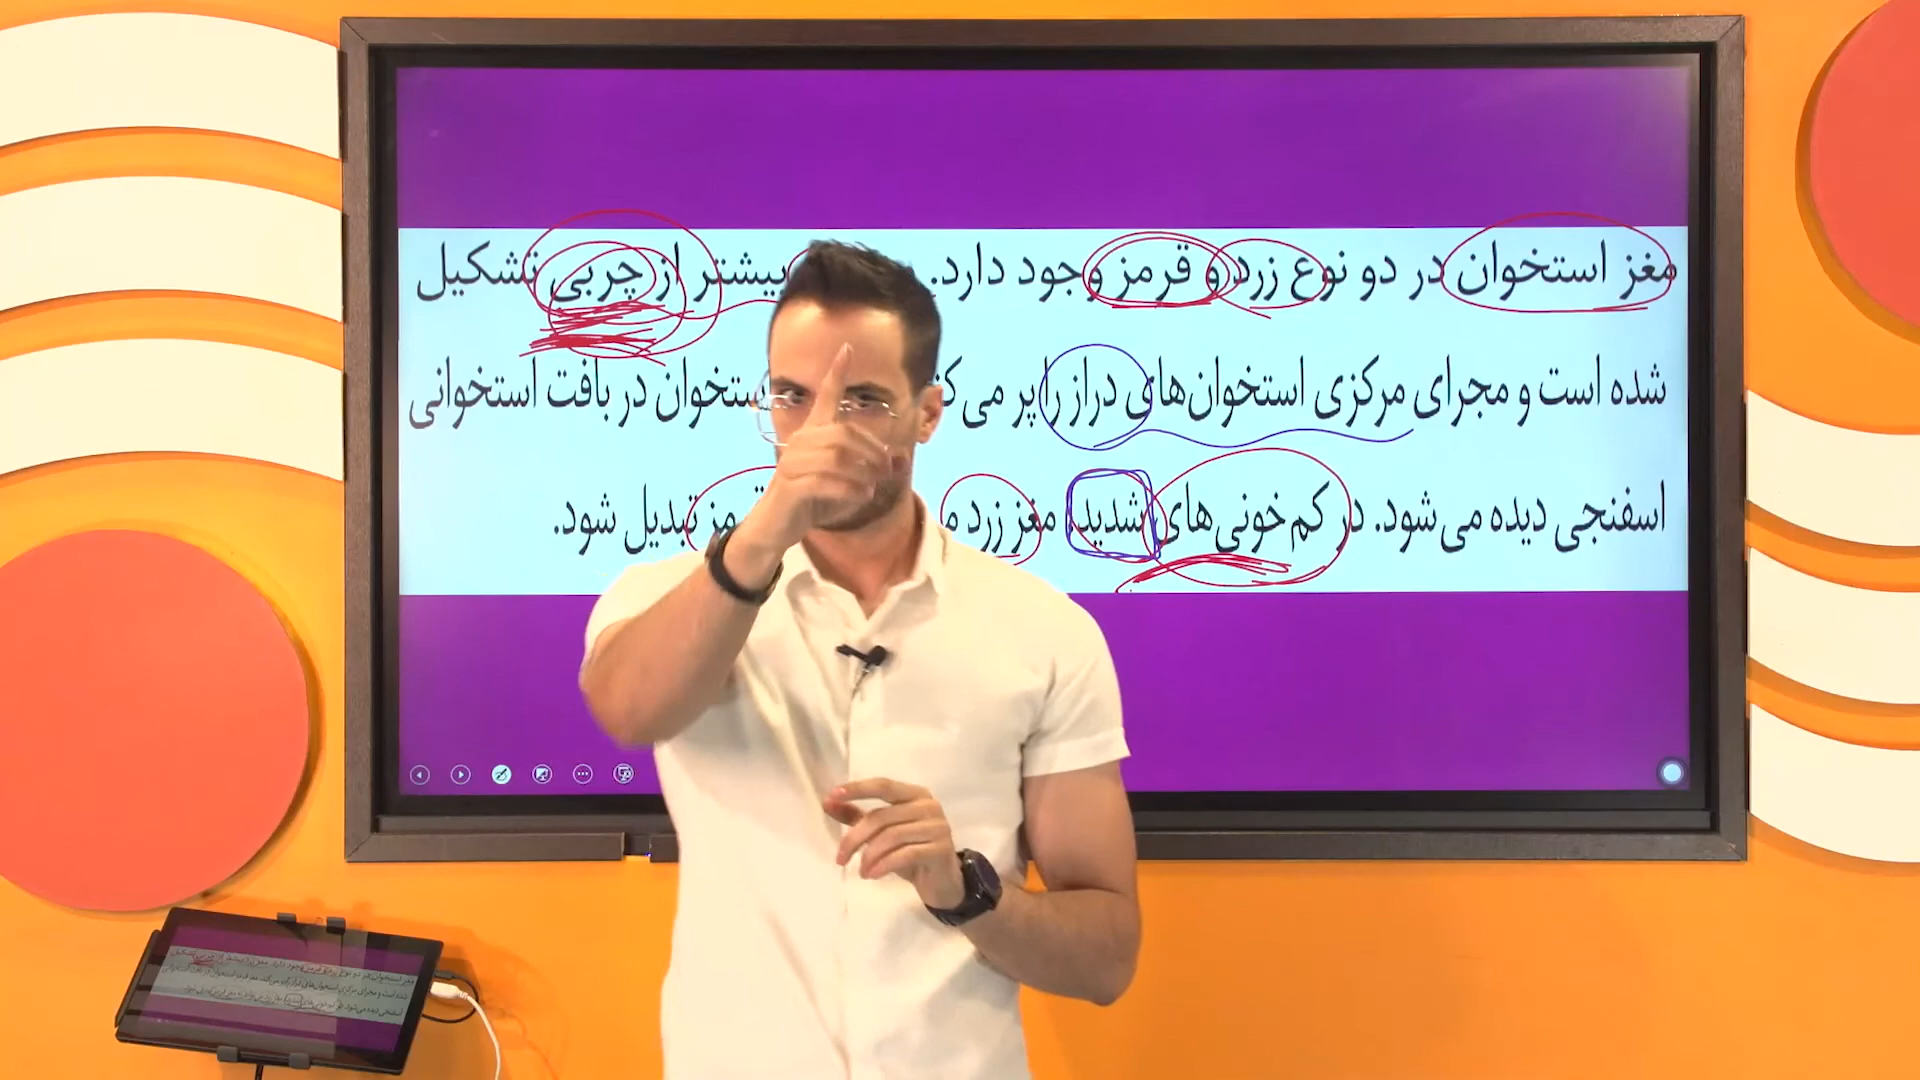 مغز استخوان در دو نوع زرد و قرمز وجود دارد. بیشتر از چربی تشکیل
شده است و مجرای مرکزی استخوان‌های دراز را پر می‌کند استخوان در بافت استخوانی
اسفنجی دیده می‌شود. در کم‌خونی‌های شدید، مغز زرد قرمز تبدیل شود.